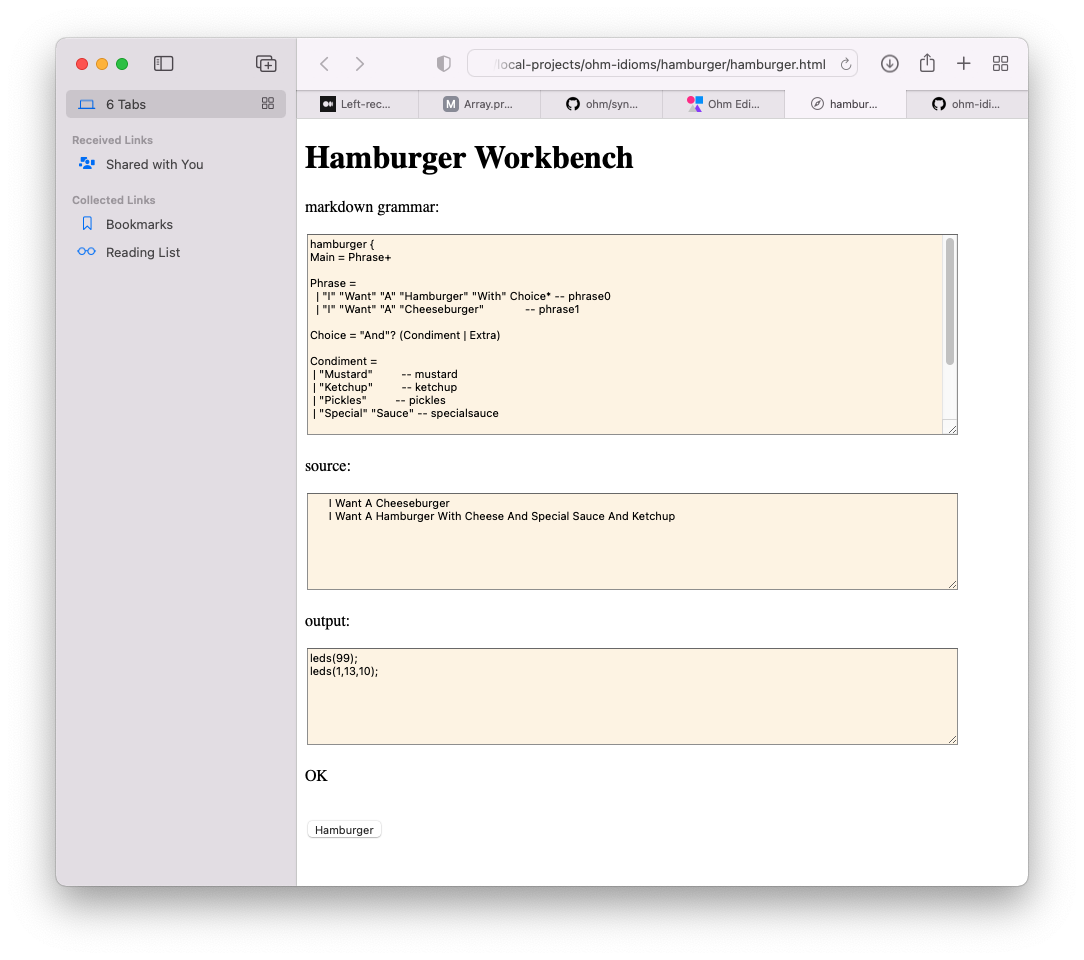 local-projects/ohm-idioms/hamburger/hamburger.html
6 Tabs
Left-rec...
M Array.pr...
ohm/syn...
Ohm Edi...
hambur...
ohm-idi...
Received Links
Shared with You
Collected Links
Bookmarks
Reading List
Hamburger Workbench
markdown grammar:
hamburger {
Main = Phrase+
Phrase =
| "I" "Want" "A" "Hamburger" "With" Choice* -- phrase0
| "I" "Want" "A" "Cheeseburger" -- phrase1
Choice = "And"? (Condiment | Extra)
Condiment =
| "Mustard" -- mustard
| "Ketchup" -- ketchup
| "Pickles" -- pickles
| "Special" "Sauce" -- specialsauce
source:
I Want A Cheeseburger
I Want A Hamburger With Cheese And Special Sauce And Ketchup
output:
leds(99);
leds(1,13,10);
OK
Hamburger